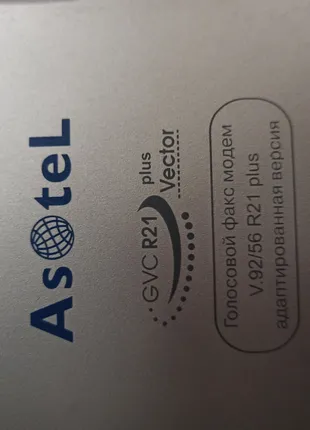 AsoteL
GVC R21 plus
Vector
Голосовой факс модем
V.92/56 R21 plus
адаптированная версия